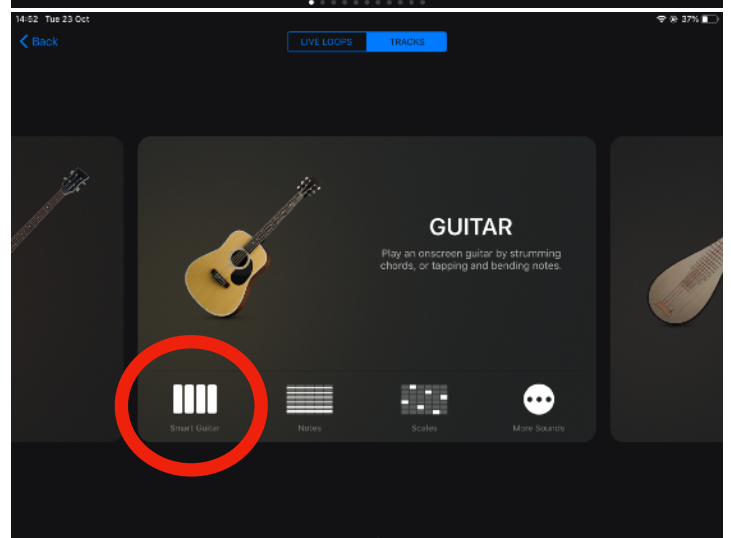 14:52 Tue 23 Oct
37%
Back
LIVE LOOPS
TRACKS
GUITAR
Play an onscreen guitar by strumming
chords, or tapping and bending notes.
Smart Guitar
Notes
Scales
More Sounds